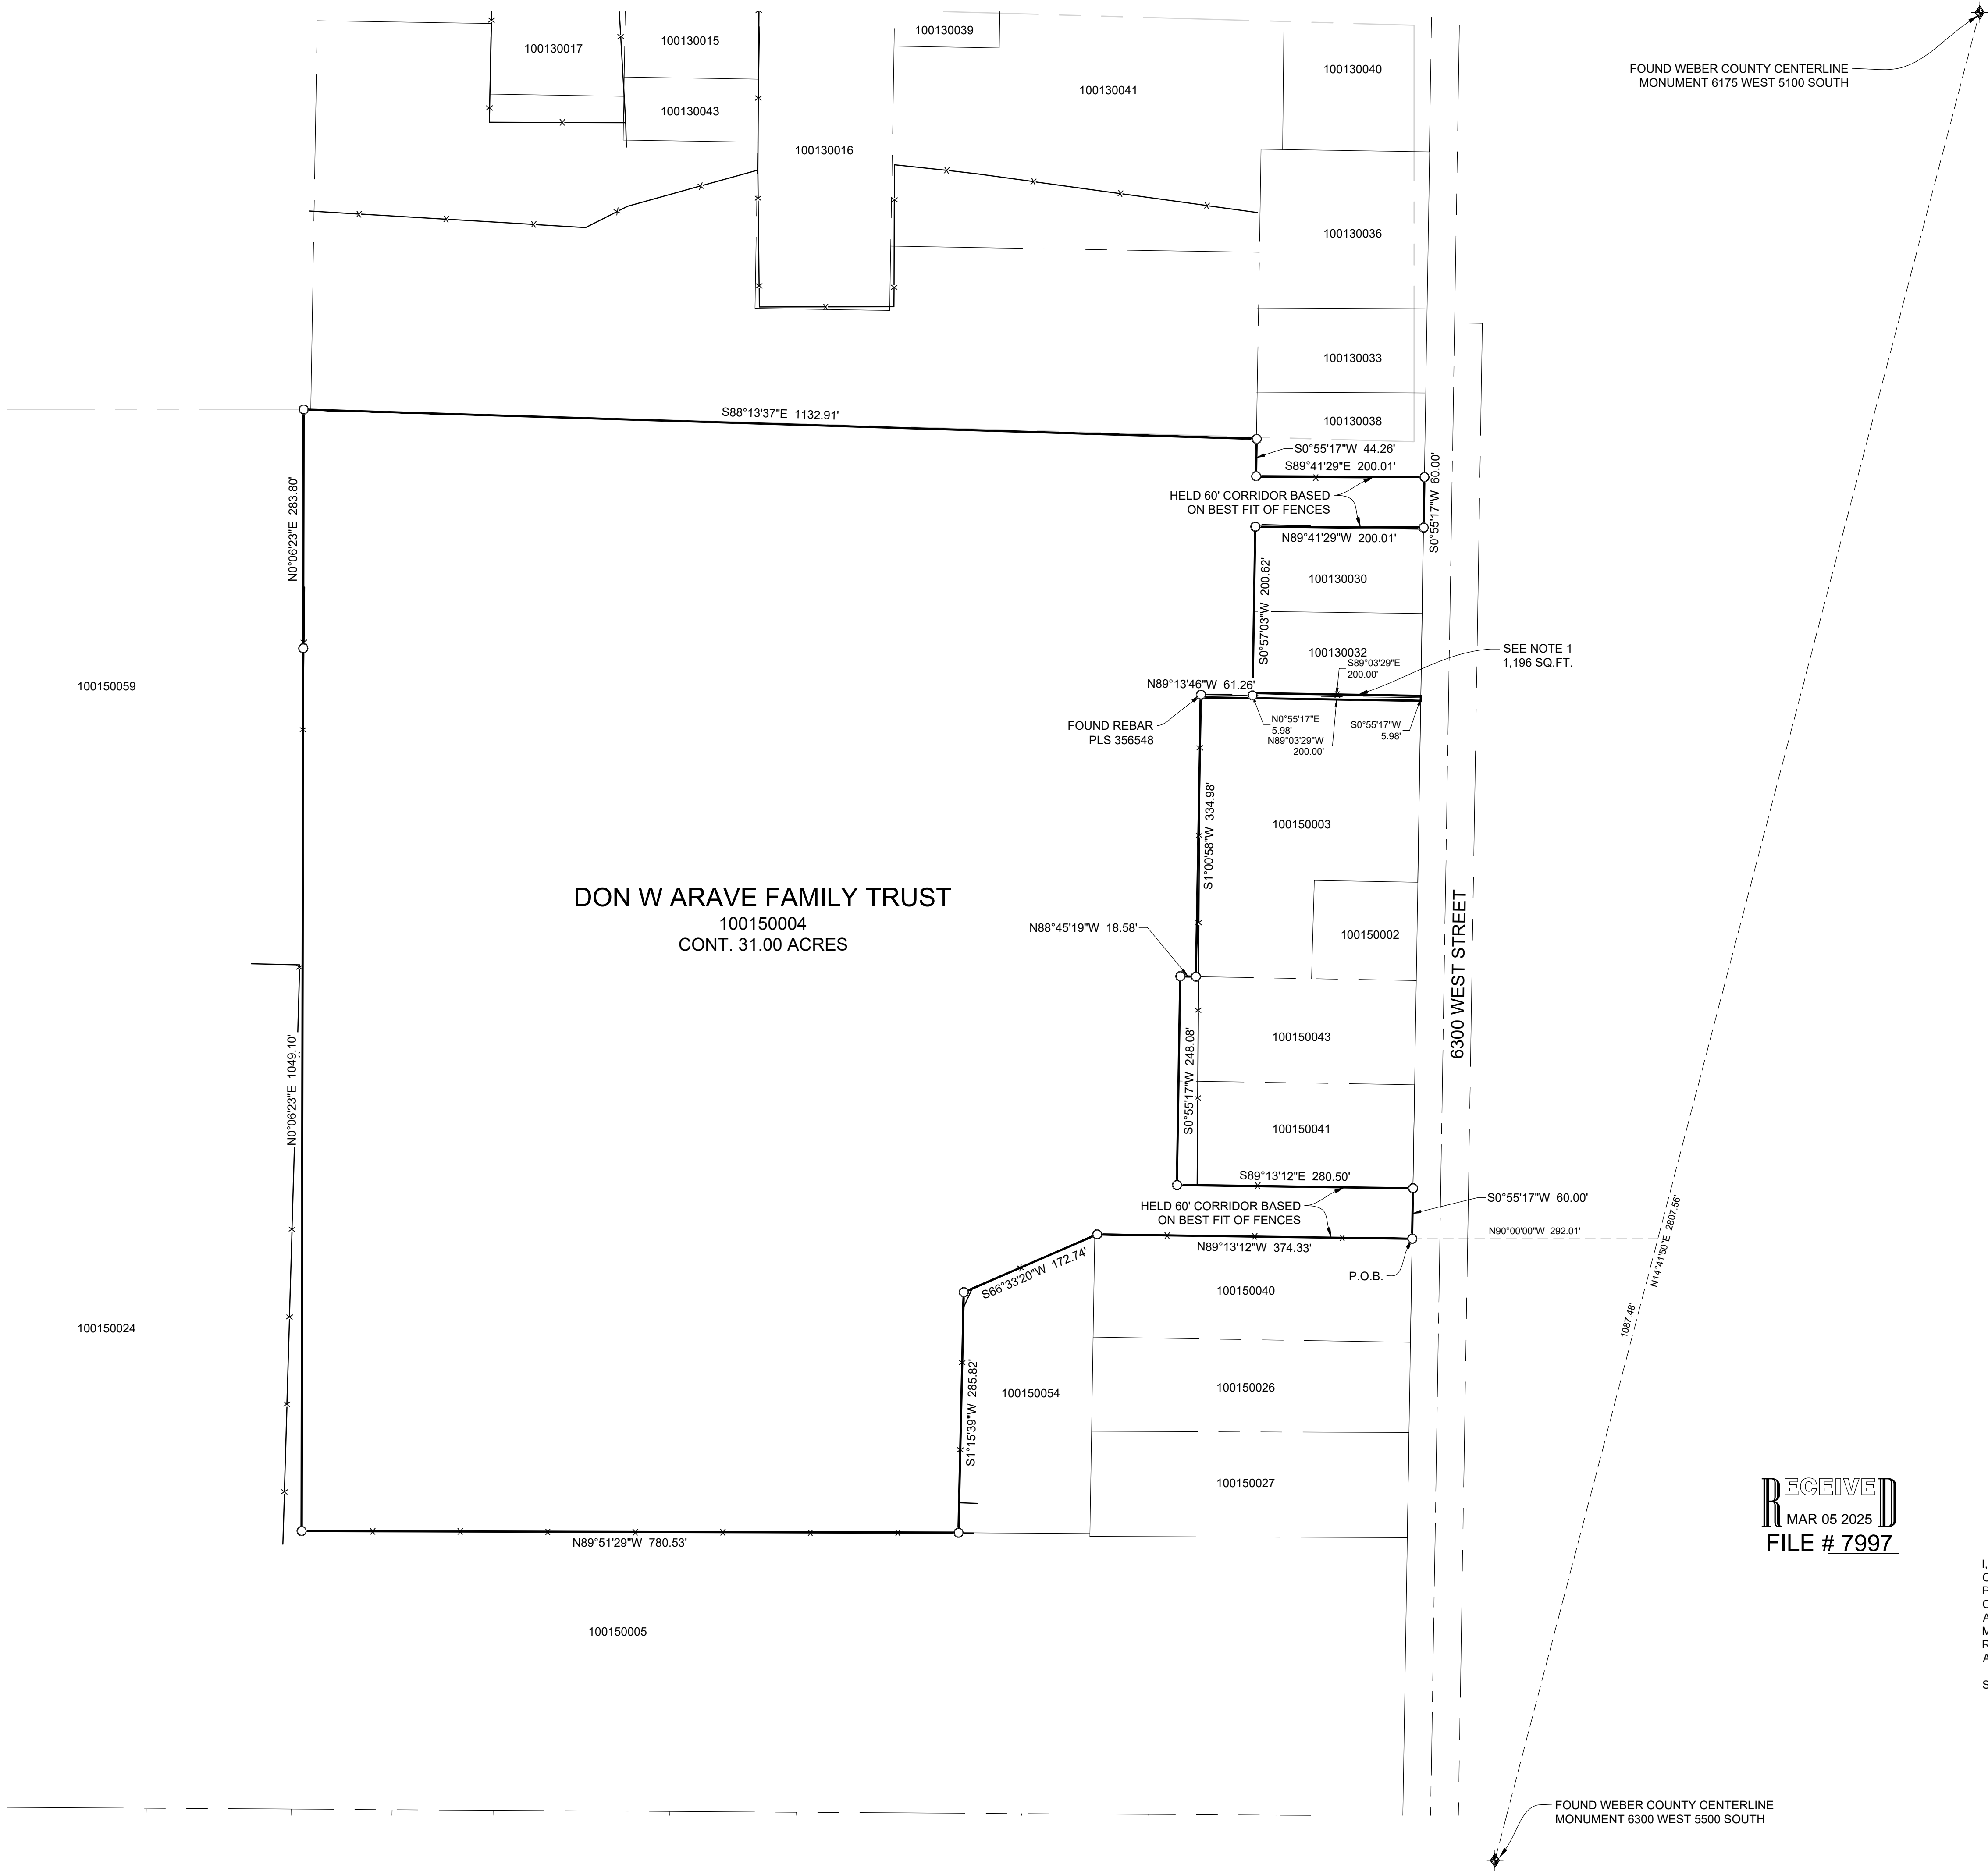 100130039
100130015
100130017
FOUND WEBER COUNTY CENTERLINE
MONUMENT 6175 WEST 5100 SOUTH
100130040
100130041
100130043
100130016
100130036
100130033
S88°13'37"E 1132.91'
100130038
S0°55'17"W 44.26'
S89°41'29"E 200.01'
S0°55'17"W 60.00'
HELD 60' CORRIDOR BASED
ON BEST FIT OF FENCES
N0°06'23"E 283.80'
N89°41'29"W 200.01'
100130030
S0°57'03"W 200.62'
100130032
SEE NOTE 1
1,196 SQ.FT.
S89°03'29"E
200.00'
100150059
N89°13'46"W 61.26'
FOUND REBAR
PLS 356548
N0°55'17"E
5.98'
S0°55'17"W
5.98'
N89°03'29"W
200.00'
S1°00'58"W 334.98'
100150003
DON W ARAVE FAMILY TRUST
100150004
CONT. 31.00 ACRES
N88°45'19"W 18.58'
100150002
6300 WEST STREET
100150043
S0°55'17"W 248.08'
N0°06'23"E 1049.10'
100150041
S89°13'12"E 280.50'
HELD 60' CORRIDOR BASED
ON BEST FIT OF FENCES
S0°55'17"W 60.00'
N90°00'00"W 292.01'
N14°41'50"E 2807.56'
N89°13'12"W 374.33'
P.O.B.
S66°33'20"W 172.74'
100150040
1087.48'
100150024
100150026
S1°15'39"W 285.82'
100150054
100150027
N89°51'29"W 780.53'
RECEIVED
MAR 05 2025
FILE # 7997
100150005
I,
FOUND WEBER COUNTY CENTERLINE
MONUMENT 6300 WEST 5500 SOUTH